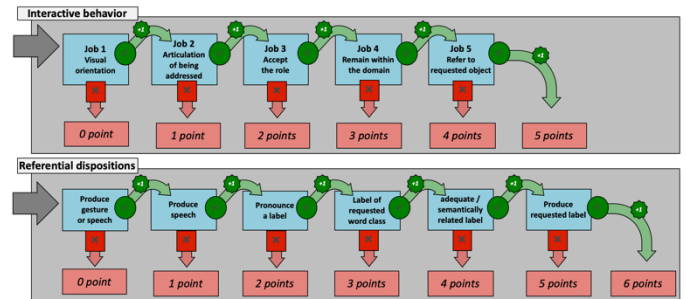 Interactive behavior
+1 +1 +1 +1 +1
Job 1 Job 2 Job 3 Job 4 Job 5
Visual orientation
Articulation of being addressed
Accept the role
Remain within the domain
Refer to requested object
0 point 1 point 2 points 3 points 4 points 5 points
Referential dispositions
+1 +1 +1 +1 +1 +1
Produce gesture or speech
Produce speech
Pronounce a label
Label of requested word class
adequate / semantically related label
Produce requested label
0 point 1 point 2 points 3 points 4 points 5 points 6 points